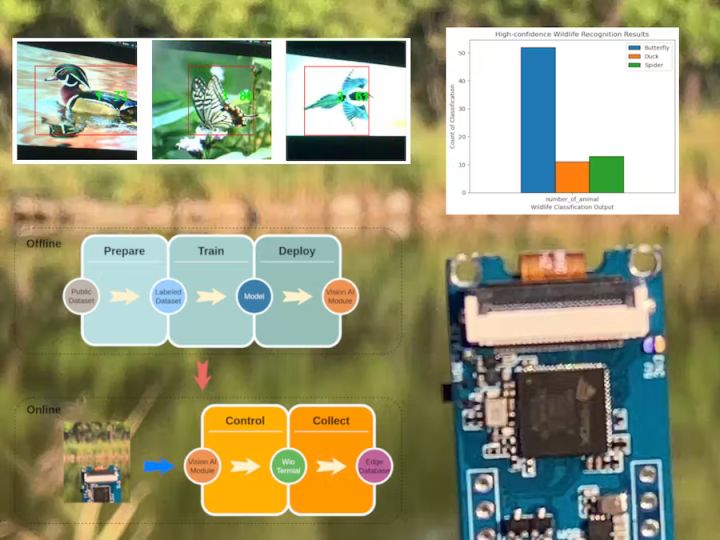 High-confidence Wildlife Recognition Results
Butterfly
Duck
Spider
Count of Classification
50
40
30
20
10
0
number_of_animal
Wildlife Classification Output
Offline
Prepare
Train
Deploy
Public
Dataset
Labeled
Dataset
Model
Vision AI
Module
Online
Control
Collect
Vision AI
Module
Wio
Termial
Edge
Database